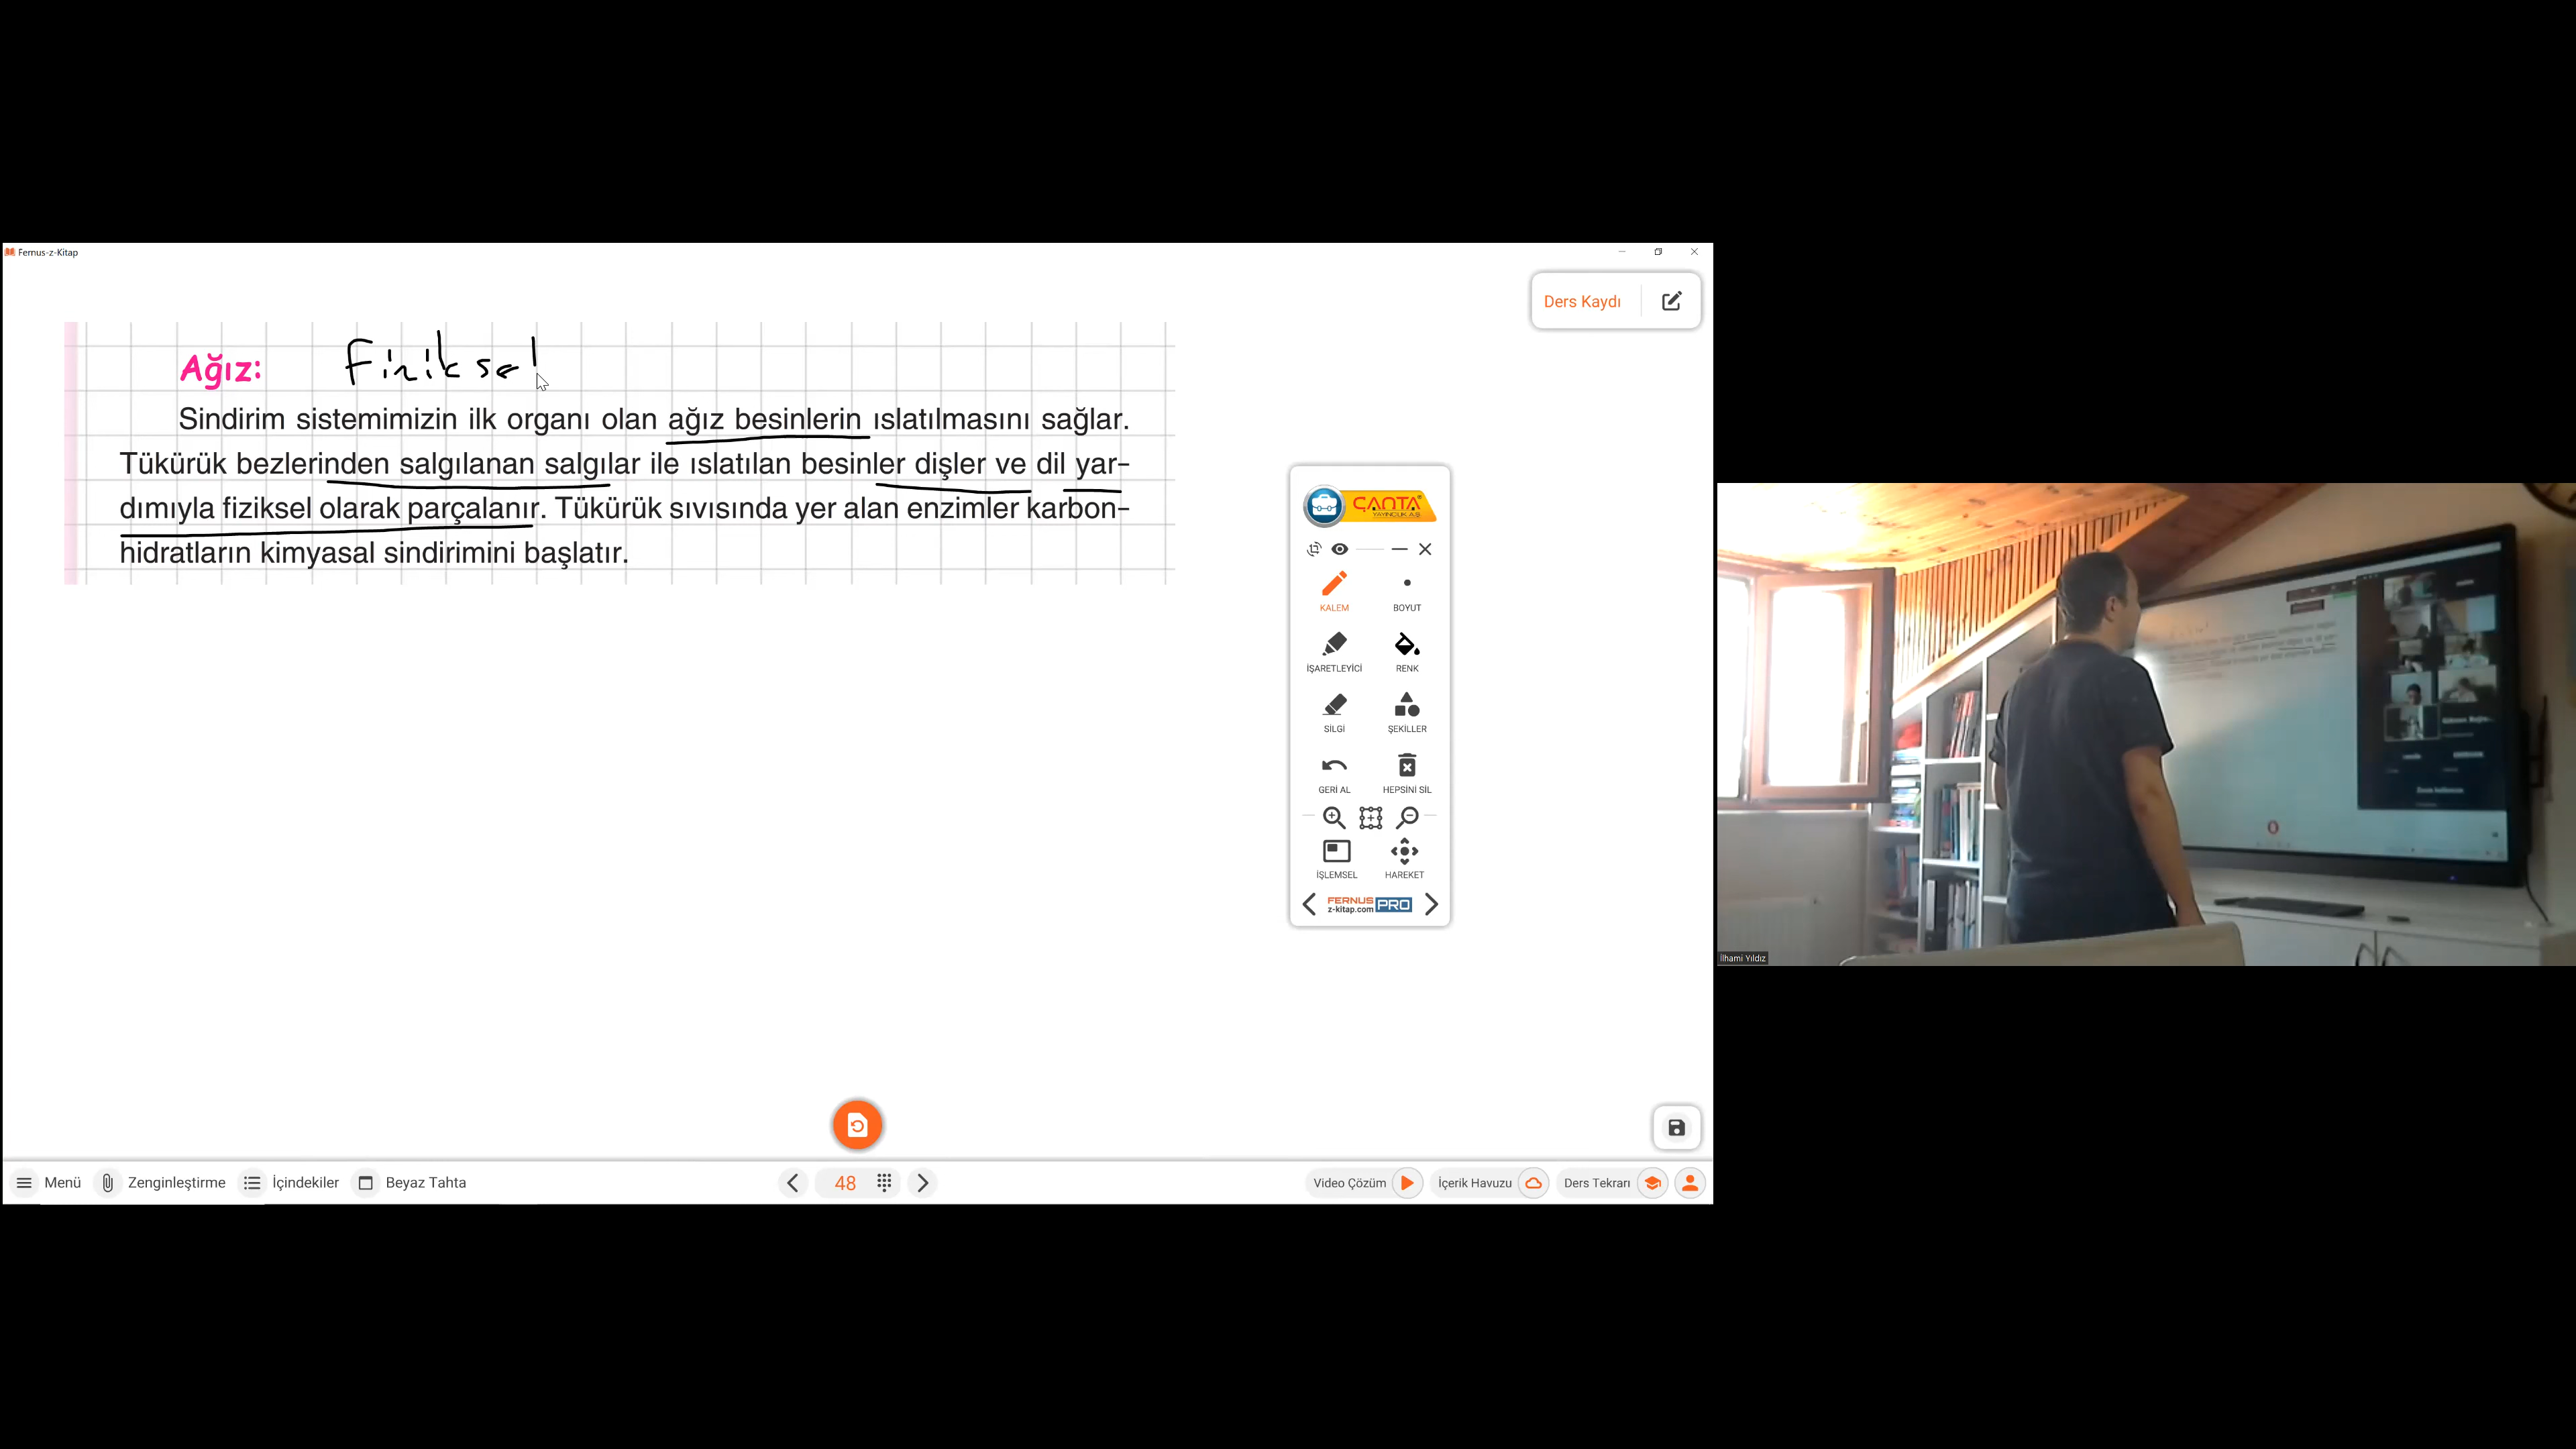 Fernus-z-Kitap
Ders Kaydı
Ağız: Fiziksel
Sindirim sistemimizin ilk organı olan ağız besinlerin ıslatılmasını sağlar.
Tükürük bezlerinden salgılanan salgılar ile ıslatılan besinler dişler ve dil yar-
dımıyla fiziksel olarak parçalanır. Tükürük sıvısında yer alan enzimler karbon-
hidratların kimyasal sindirimini başlatır.
ÇANTA
YAYINCILIK A.Ş.
KALEM BOYUT
İŞARETLEYİCİ RENK
SİLGİ ŞEKİLLER
GERİ AL HEPSİNİ SİL
İŞLEMSEL HAREKET
FERNUS
z-kitap.com PRO
İlhami Yıldız
Menü Zenginleştirme İçindekiler Beyaz Tahta 48 Video Çözüm İçerik Havuzu Ders Tekrarı